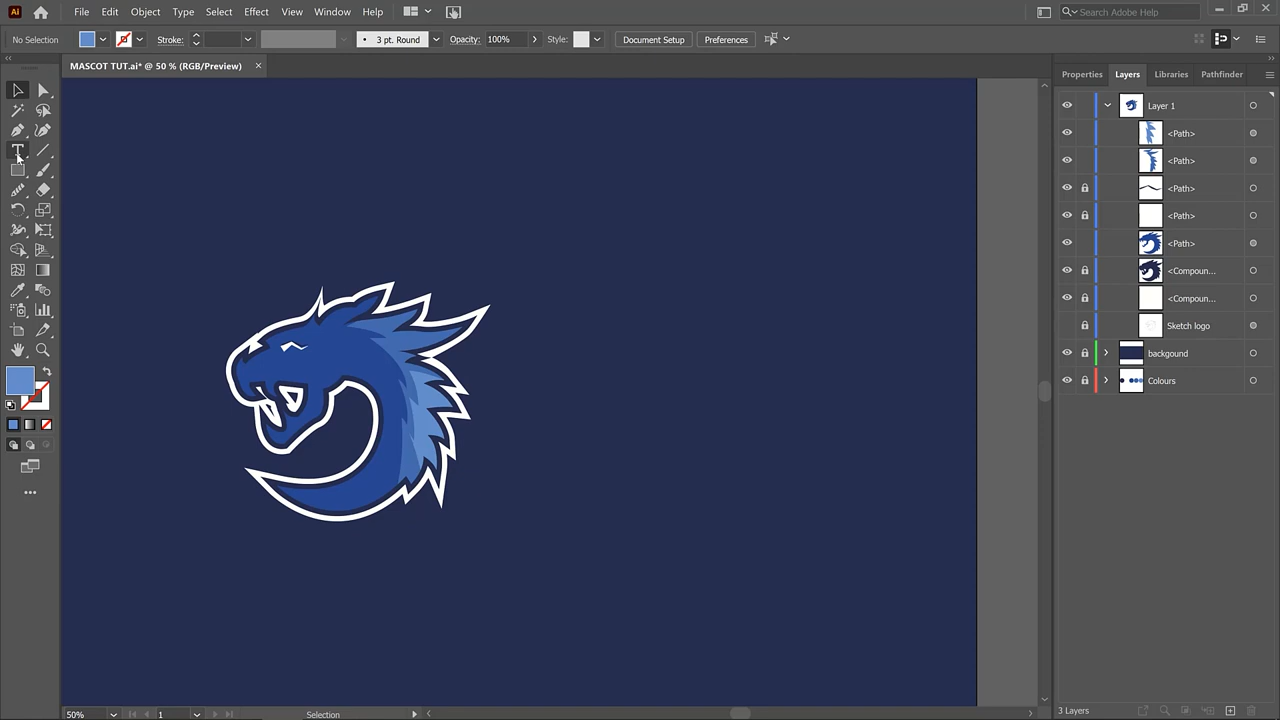 Ai File Edit Object Type Select Effect View Window Help Search Adobe Help
No Selection Stroke: 3 pt. Round Opacity: 100% Style: Document Setup Preferences
MASCOT TUT.ai* @ 50 % (RGB/Preview) ×
Properties Layers Libraries Pathfinder
Layer 1
<Path>
<Path>
<Path>
<Path>
<Path>
<Compoun...
<Compoun...
Sketch logo
backgound
Colours
50% 1 Selection 3 Layers